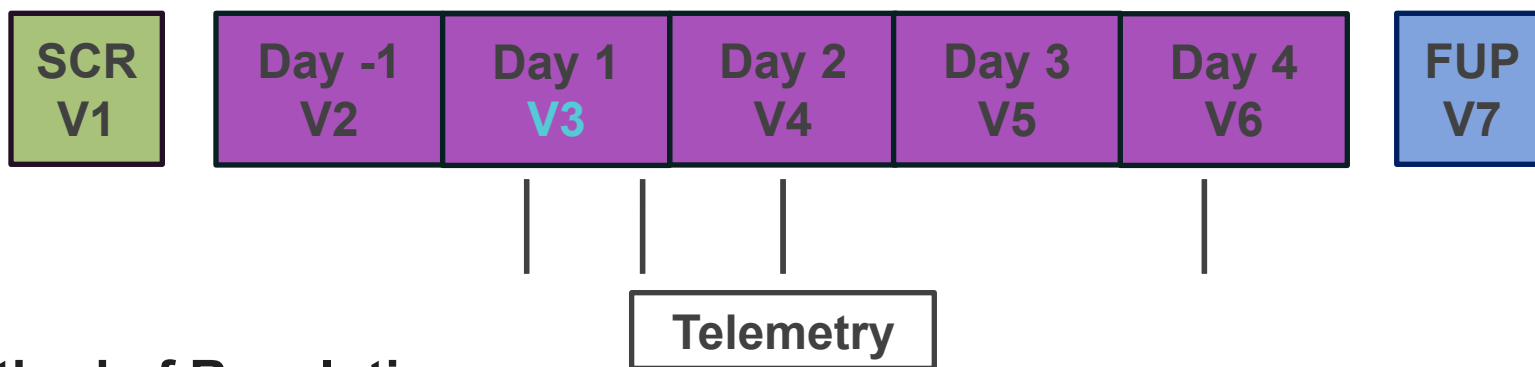 SCR
V1
Day -1
V2
Day 1
V3
Day 2
V4
Day 3
V5
Day 4
V6
FUP
V7
Telemetry